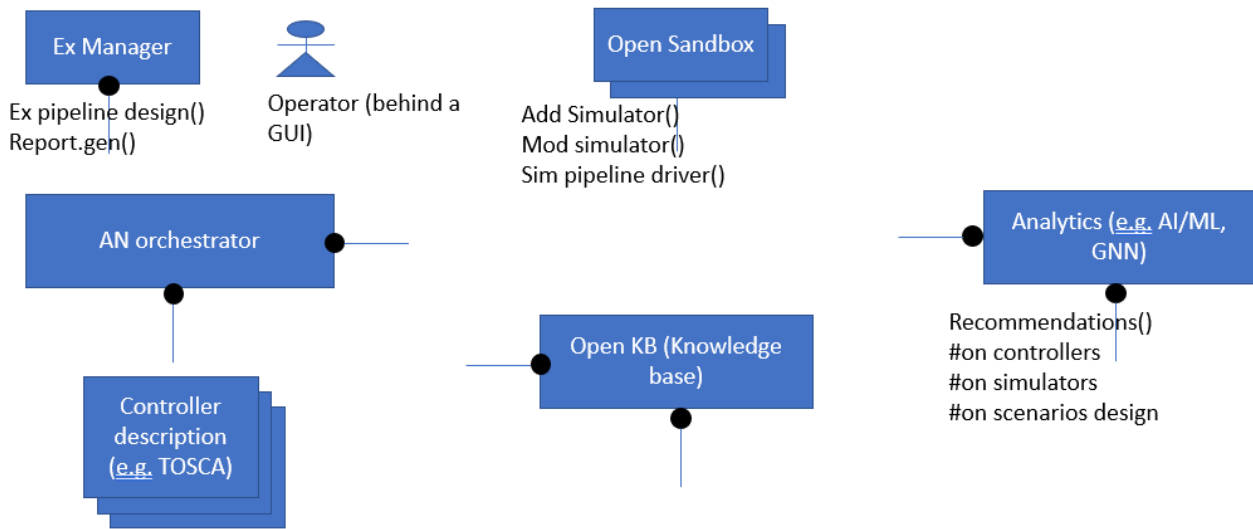 Ex Manager
Ex pipeline design()
Report.gen()
Operator (behind a
GUI)
Open Sandbox
Add Simulator()
Mod simulator()
Sim pipeline driver()
AN orchestrator
Analytics (e.g. AI/ML,
GNN)
Recommendations()
#on controllers
#on simulators
#on scenarios design
Open KB (Knowledge
base)
Controller
description
(e.g. TOSCA)